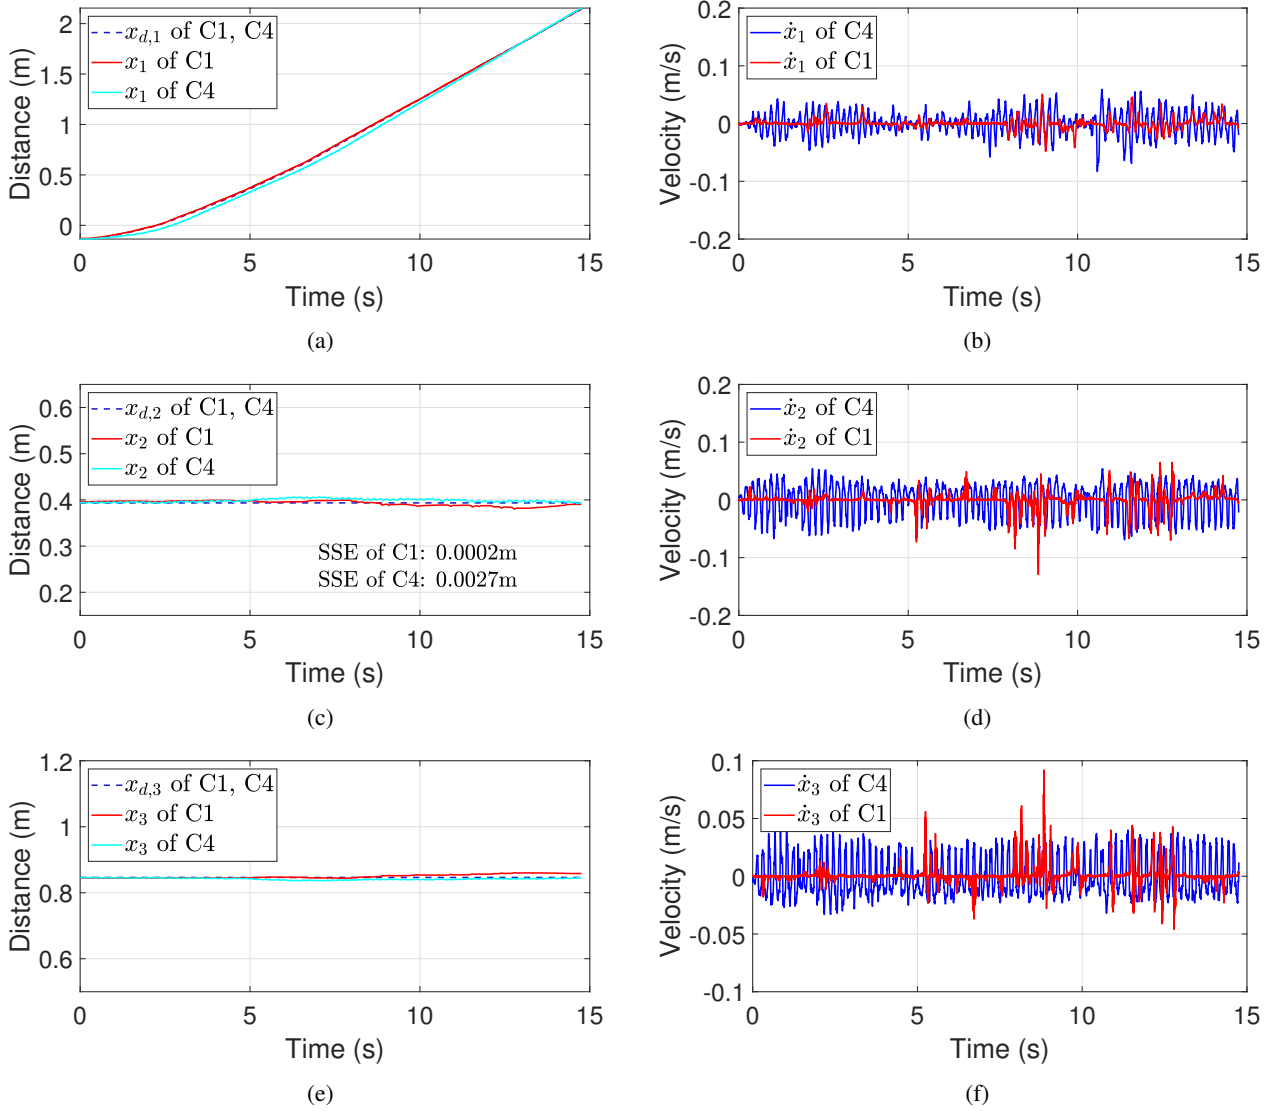 2
1.5
1
0.5
0
Distance (m)
x_{d,1} of C1, C4
x_1 of C1
x_1 of C4
0 5 10 15
Time (s)
(a)
0.2
0.1
0
-0.1
-0.2
Velocity (m/s)
ẋ_1 of C4
ẋ_1 of C1
0 5 10 15
Time (s)
(b)
0.6
0.5
0.4
0.3
0.2
Distance (m)
x_{d,2} of C1, C4
x_2 of C1
x_2 of C4
SSE of C1: 0.0002m
SSE of C4: 0.0027m
0 5 10 15
Time (s)
(c)
0.2
0.1
0
-0.1
-0.2
Velocity (m/s)
ẋ_2 of C4
ẋ_2 of C1
0 5 10 15
Time (s)
(d)
1.2
1
0.8
0.6
Distance (m)
x_{d,3} of C1, C4
x_3 of C1
x_3 of C4
0 5 10 15
Time (s)
(e)
0.1
0.05
0
-0.05
-0.1
Velocity (m/s)
ẋ_3 of C4
ẋ_3 of C1
0 5 10 15
Time (s)
(f)